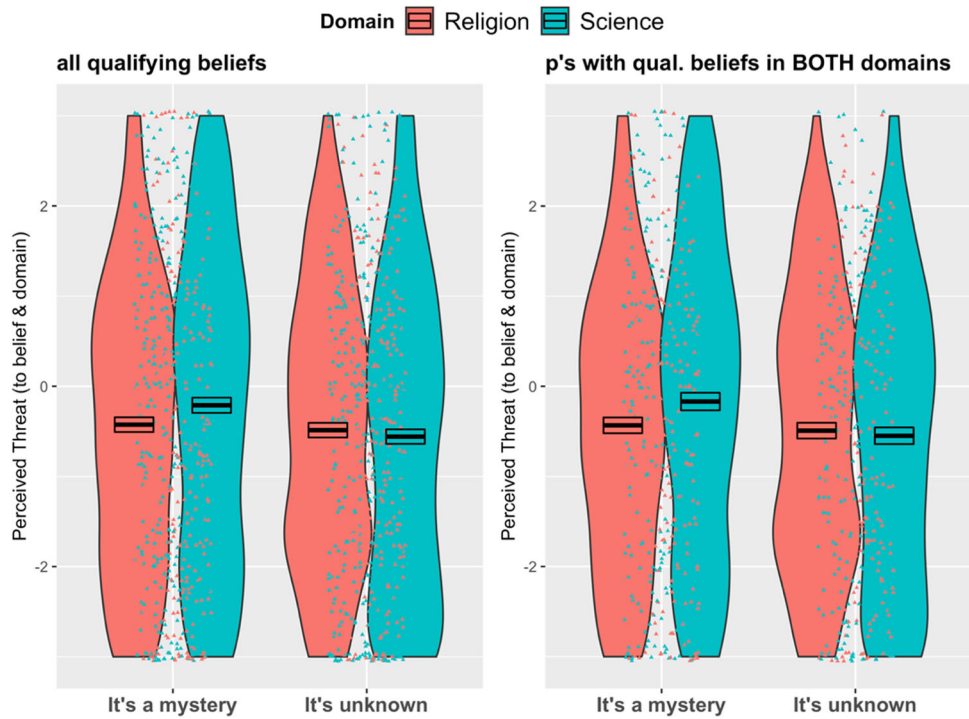 Domain Religion Science
all qualifying beliefs
p's with qual. beliefs in BOTH domains
Perceived Threat (to belief & domain)
2
0
-2
It's a mystery
It's unknown
Perceived Threat (to belief & domain)
2
0
-2
It's a mystery
It's unknown